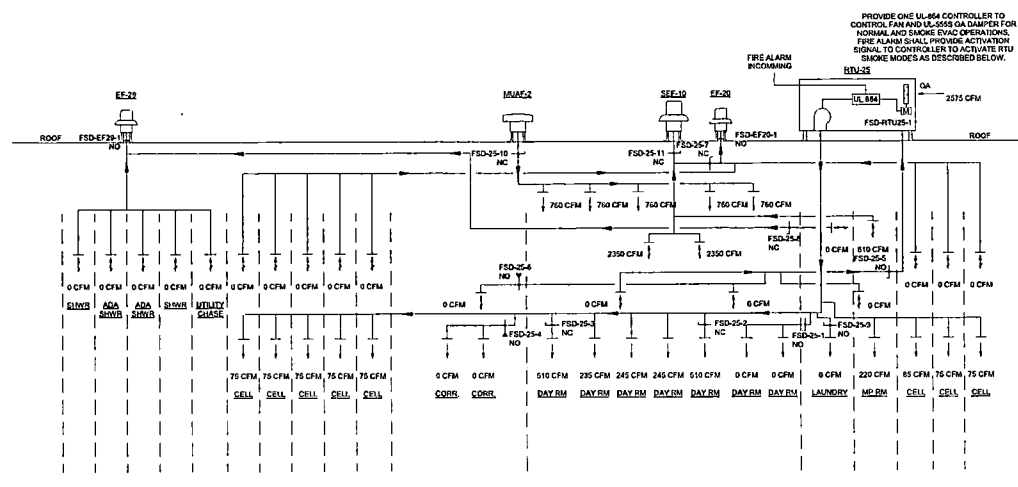 PROVIDE ONE UL-864 CONTROLLER TO
CONTROL FAN AND UL-555S OA DAMPER FOR
NORMAL AND SMOKE EVAC OPERATIONS,
FIRE ALARM SHALL PROVIDE ACTIVATION
SIGNAL TO CONTROLLER TO ACTIVATE RTU
SMOKE MODES AS DESCRIBED BELOW.
FIRE ALARM
INCOMMING
RTU-25
OA
UL 864
M
2575 CFM
FSD-RTU25-1
EF-29
MUAF-2
SEF-10
EF-20
ROOF
FSD-EF29-1
NO
FSD-25-10
NC
FSD-25-11
NC
FSD-25-7
NC
FSD-EF20-1
NO
ROOF
760 CFM
760 CFM
760 CFM
760 CFM
760 CFM
2350 CFM
2350 CFM
NC
0 CFM
610 CFM
FSD-25-5
NO
0 CFM
0 CFM
0 CFM
0 CFM
0 CFM
SHWR
ADA
SHWR
ADA
SHWR
SHWR
UTILITY
CHASE
0 CFM
0 CFM
0 CFM
0 CFM
0 CFM
FSD-25-6
NO
0 CFM
0 CFM
0 CFM
0 CFM
0 CFM
0 CFM
0 CFM
FSD-25-4
NO
FSD-25-3
NC
FSD-25-2
NC
FSD-25-1
NO
FSD-25-9
NO
75 CFM
75 CFM
75 CFM
75 CFM
75 CFM
0 CFM
0 CFM
510 CFM
235 CFM
245 CFM
245 CFM
510 CFM
0 CFM
0 CFM
0 CFM
220 CFM
85 CFM
75 CFM
75 CFM
CELL
CELL
CELL
CELL
CELL
CORR.
CORR.
DAY RM
DAY RM
DAY RM
DAY RM
DAY RM
DAY RM
DAY RM
LAUNDRY
MP RM
CELL
CELL
CELL